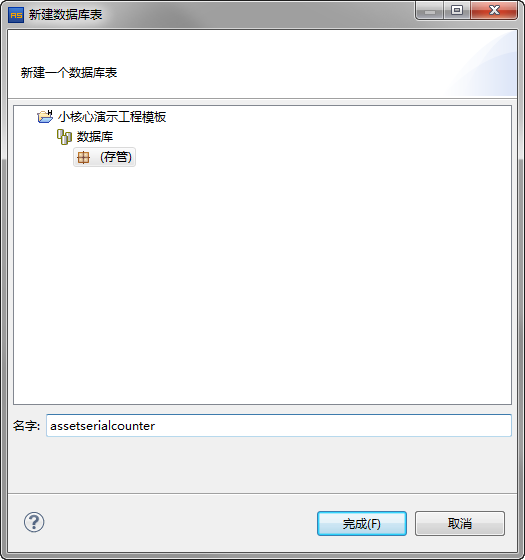 AS 新建数据库表
新建一个数据库表
小核心演示工程模板
数据库
(存管)
名字: assetserialcounter
? 完成(F) 取消